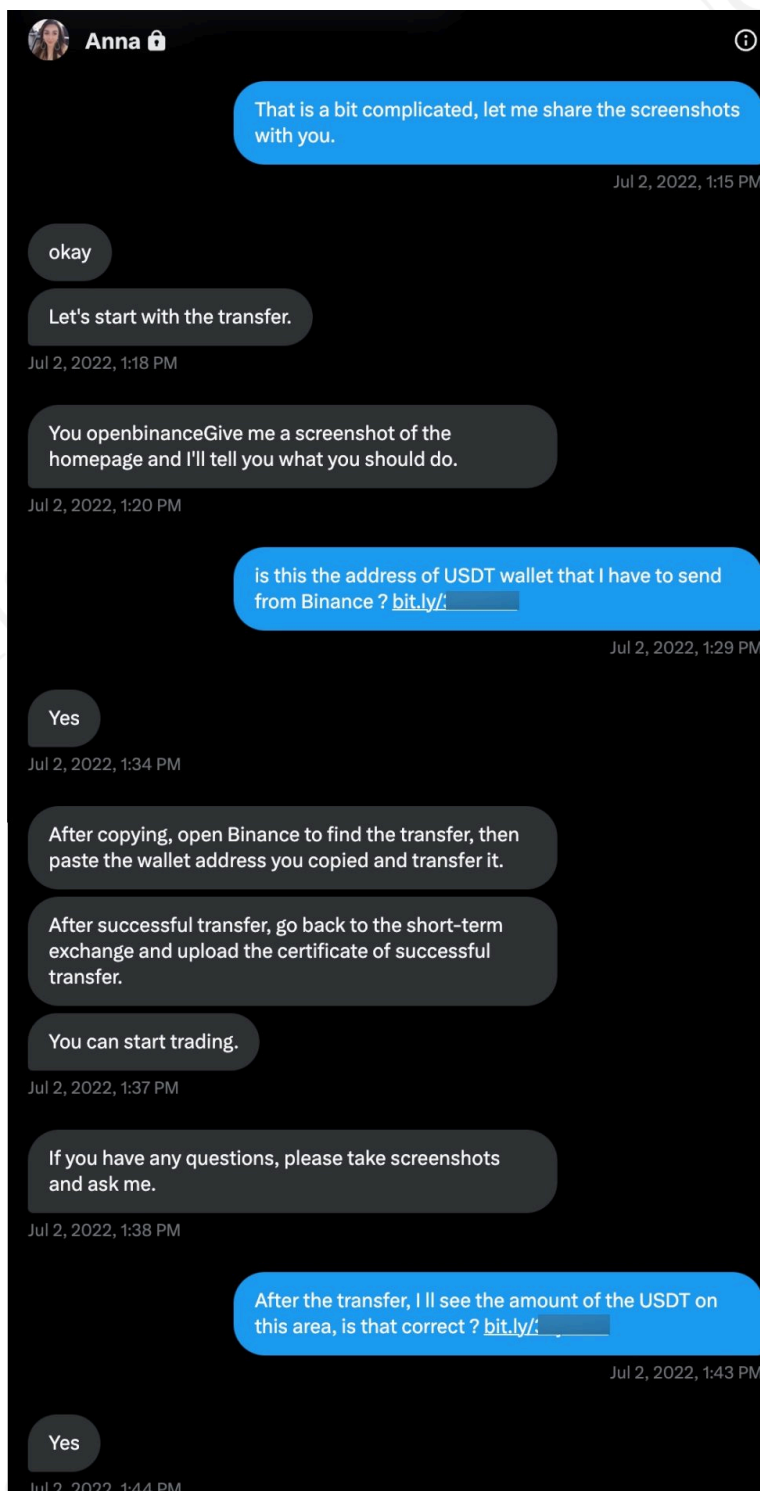 Anna
That is a bit complicated, let me share the screenshots
with you.
Jul 2, 2022, 1:15 PM
okay
Let's start with the transfer.
Jul 2, 2022, 1:18 PM
You openbinanceGive me a screenshot of the
homepage and I'll tell you what you should do.
Jul 2, 2022, 1:20 PM
is this the address of USDT wallet that I have to send
from Binance ? bit.ly/
Jul 2, 2022, 1:29 PM
Yes
Jul 2, 2022, 1:34 PM
After copying, open Binance to find the transfer, then
paste the wallet address you copied and transfer it.
After successful transfer, go back to the short-term
exchange and upload the certificate of successful
transfer.
You can start trading.
Jul 2, 2022, 1:37 PM
If you have any questions, please take screenshots
and ask me.
Jul 2, 2022, 1:38 PM
After the transfer, I ll see the amount of the USDT on
this area, is that correct ? bit.ly/
Jul 2, 2022, 1:43 PM
Yes
Jul 2, 2022, 1:44 PM